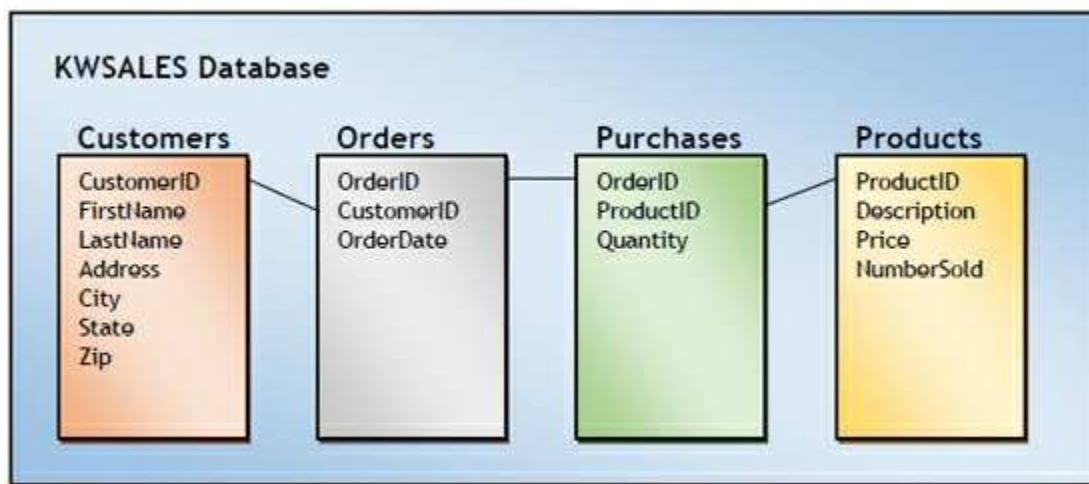 KWSALES Database
Customers
CustomerID
FirstName
LastName
Address
City
State
Zip
Orders
OrderID
CustomerID
OrderDate
Purchases
OrderID
ProductID
Quantity
Products
ProductID
Description
Price
NumberSold